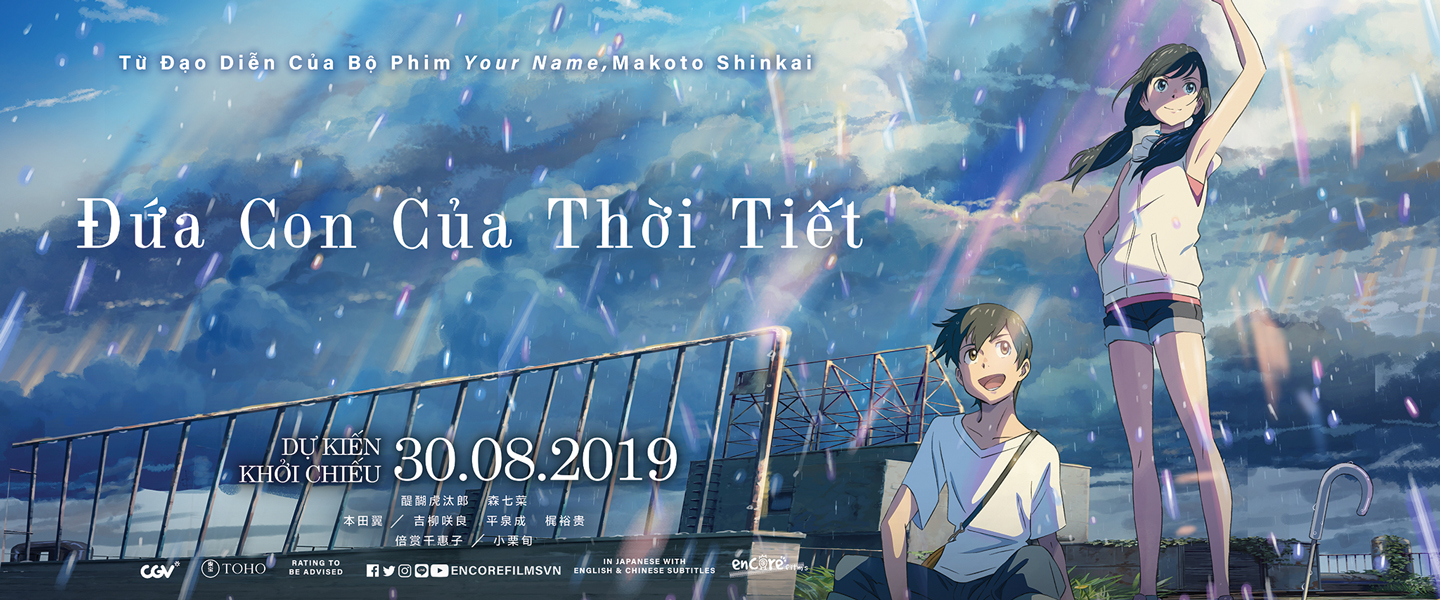 Từ Đạo Diễn Của Bộ Phim Your Name,Makoto Shinkai
Đứa Con Của Thời Tiết
DỰ KIẾN
KHỞI CHIẾU
30.08.2019
醍醐虎汰郎 森七菜
本田翼 ／ 吉柳咲良 平泉成 梶裕貴
倍賞千恵子 ／ 小栗旬
CGV
東宝 TOHO
RATING TO
BE ADVISED
ENCOREFILMSVN
IN JAPANESE WITH
ENGLISH & CHINESE SUBTITLES
encore films